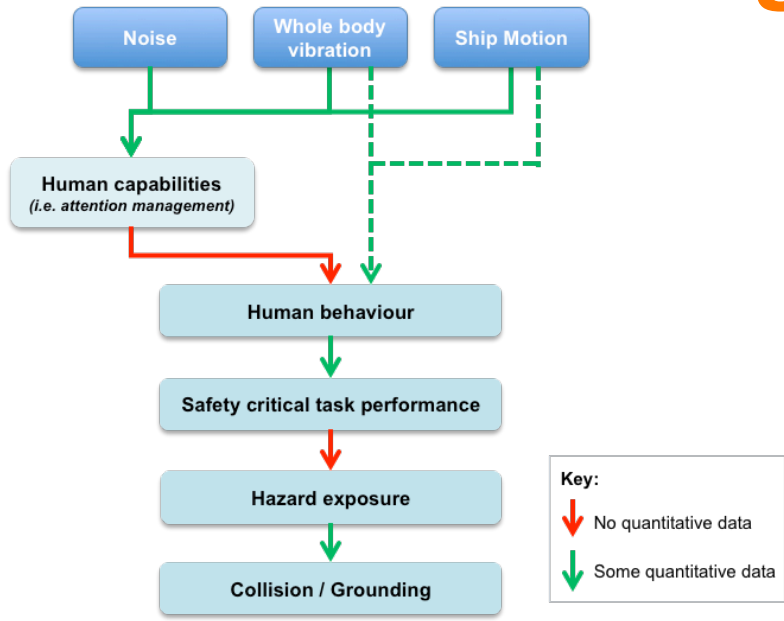 Noise
Whole body
vibration
Ship Motion
Human capabilities
(i.e. attention management)
Human behaviour
Safety critical task performance
Hazard exposure
Collision / Grounding
Key:
No quantitative data
Some quantitative data